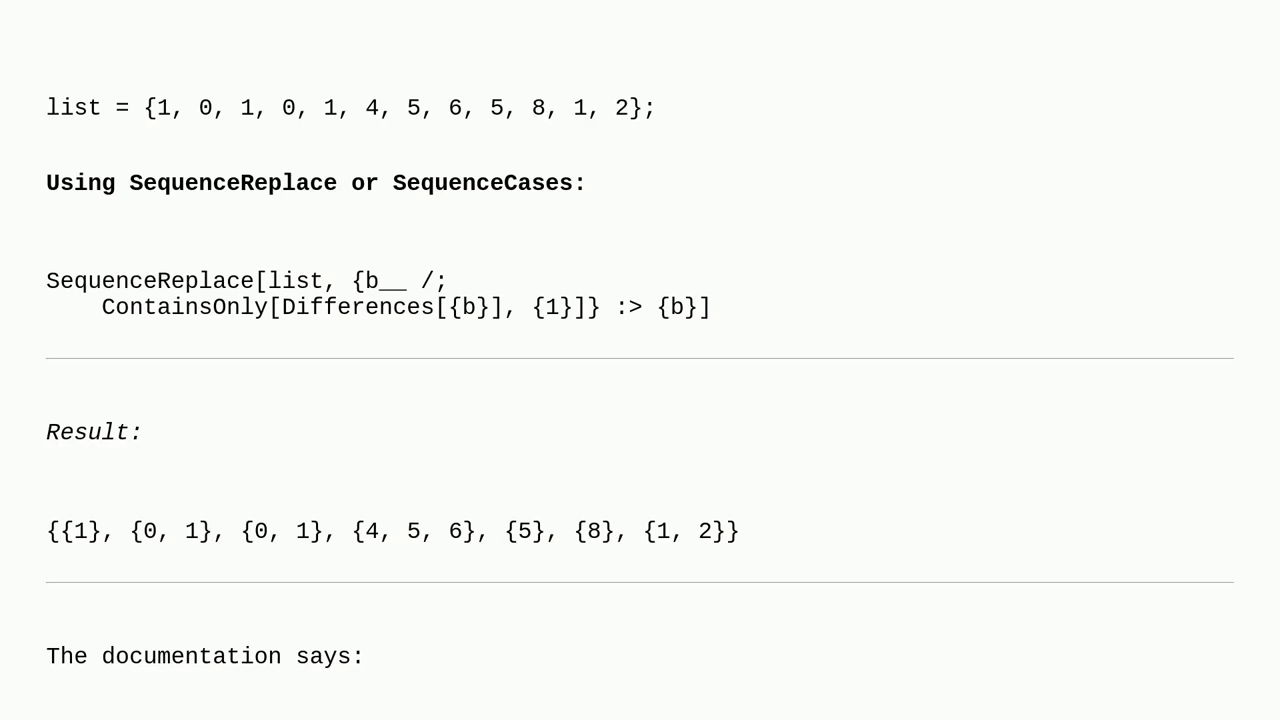 list = {1, 0, 1, 0, 1, 4, 5, 6, 5, 8, 1, 2};
Using SequenceReplace or SequenceCases:
SequenceReplace[list, {b__ /;
    ContainsOnly[Differences[{b}], {1}]} :> {b}]
Result:
{{1}, {0, 1}, {0, 1}, {4, 5, 6}, {5}, {8}, {1, 2}}
The documentation says: